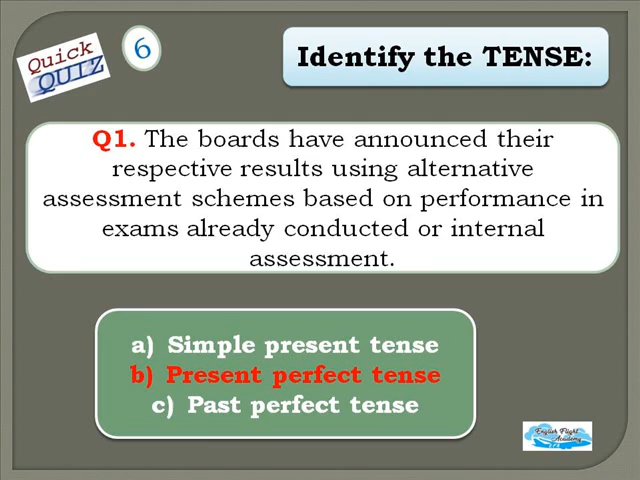 Quick
QUIZ
6
Identify the TENSE:
Q1. The boards have announced their
respective results using alternative
assessment schemes based on performance in
exams already conducted or internal
assessment.
a) Simple present tense
b) Present perfect tense
c) Past perfect tense
English Flight
Academy